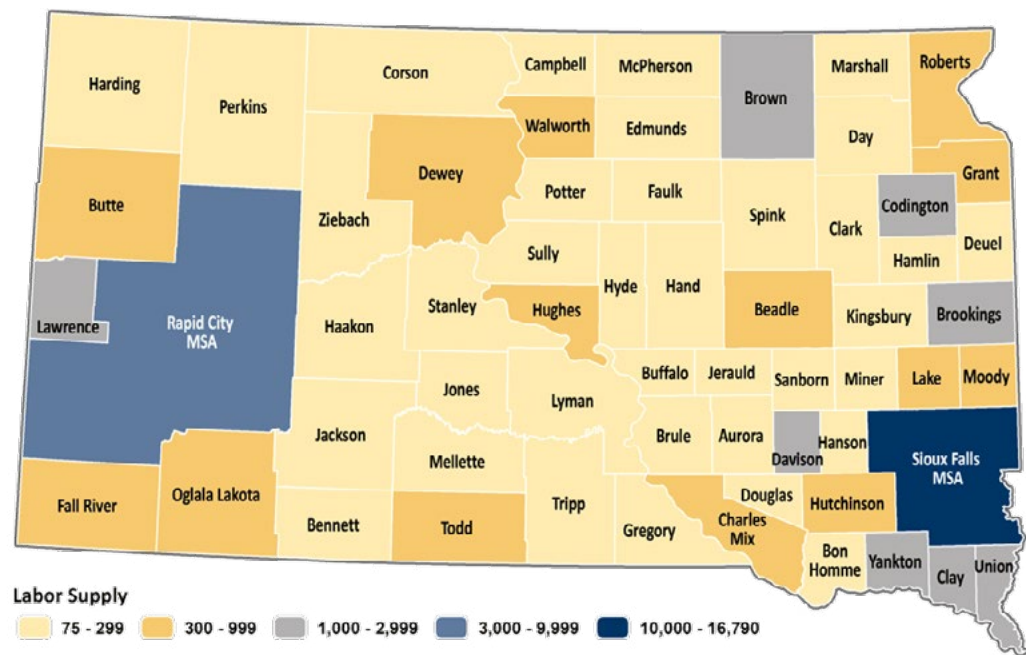 Harding
Perkins
Corson
Campbell
McPherson
Brown
Marshall
Roberts
Walworth
Edmunds
Day
Dewey
Grant
Butte
Ziebach
Potter
Faulk
Spink
Clark
Codington
Deuel
Sully
Hamlin
Lawrence
Rapid City
MSA
Haakon
Stanley
Hughes
Hyde
Hand
Beadle
Kingsbury
Brookings
Jones
Lyman
Buffalo
Jerauld
Sanborn
Miner
Lake
Moody
Jackson
Mellette
Brule
Aurora
Davison
Hanson
Sioux Falls
MSA
Fall River
Oglala Lakota
Bennett
Todd
Tripp
Gregory
Charles
Mix
Douglas
Hutchinson
Bon
Homme
Yankton
Clay
Union
Labor Supply
75 - 299
300 - 999
1,000 - 2,999
3,000 - 9,999
10,000 - 16,790